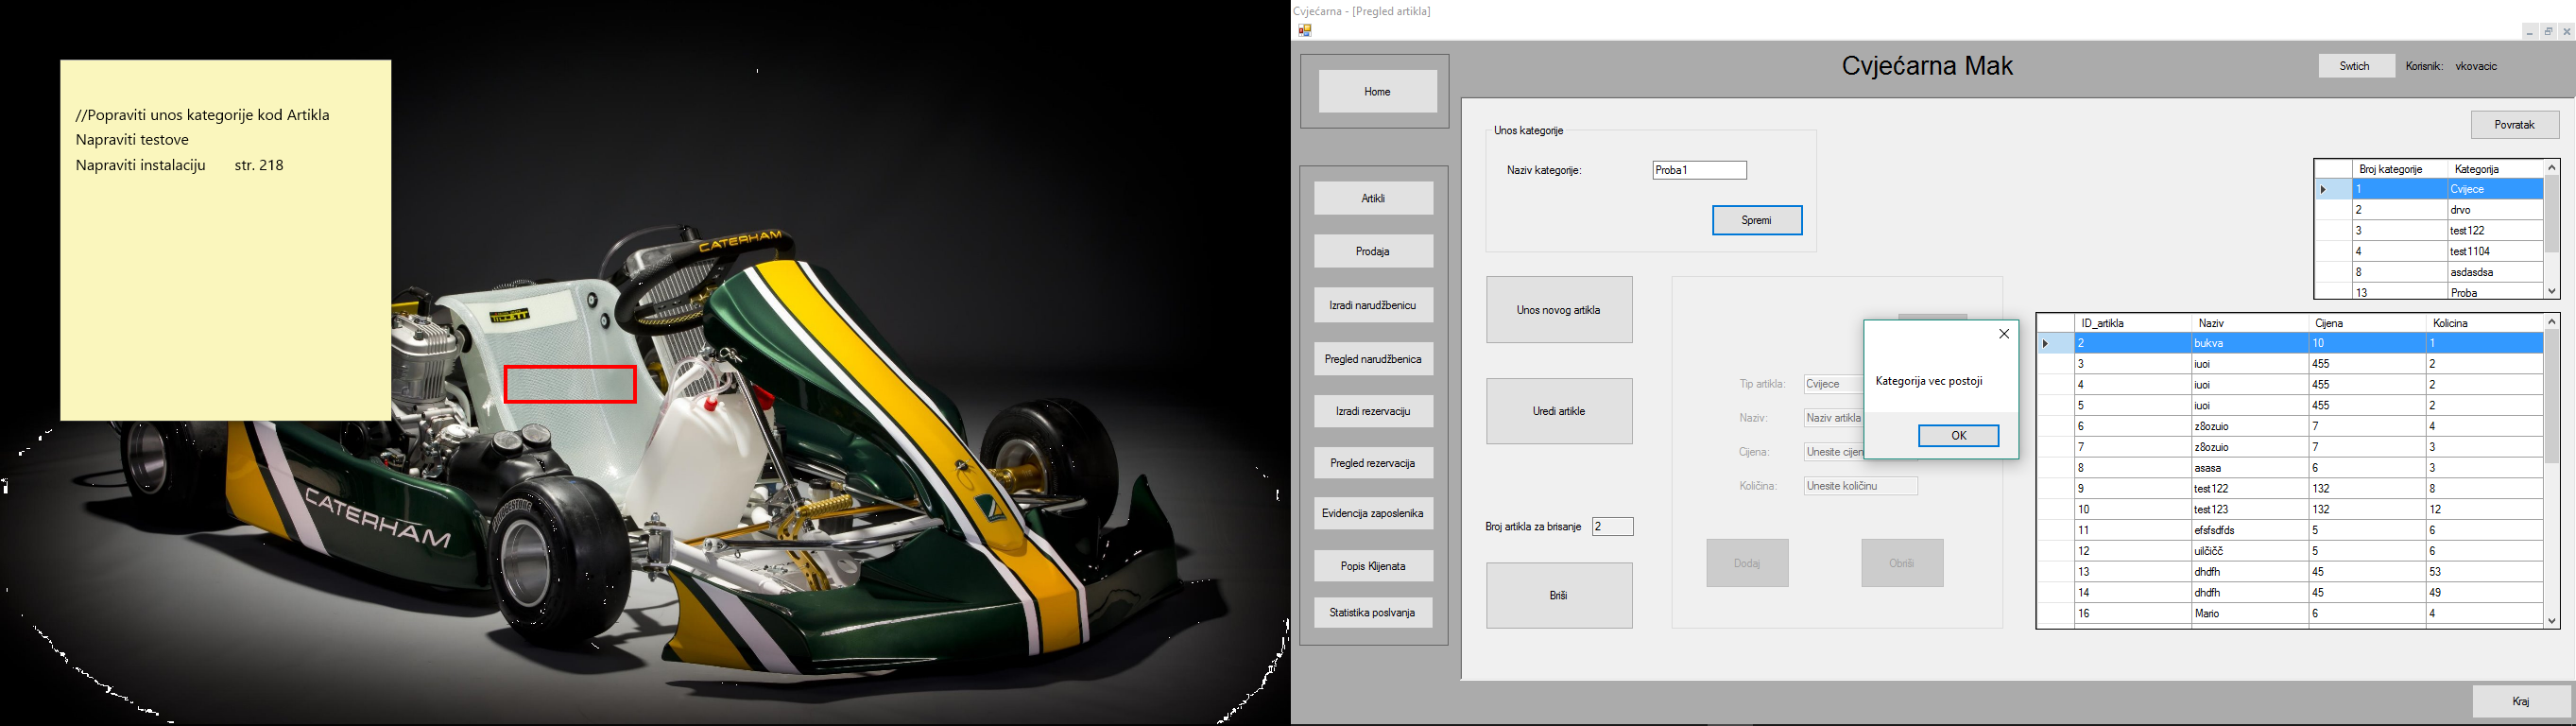 //Popraviti unos kategorije kod Artikla
Napraviti testove
Napraviti instalaciju str. 218
TILLETT
CATERHAM
CATERHAM
Cvjećarna - [Pregled artikla]
Cvjećarna Mak
Swtich Korisnik: vkovacic
Home
Artikli
Prodaja
Izradi narudžbenicu
Pregled narudžbenica
Izradi rezervaciju
Pregled rezervacija
Evidencija zaposlenika
Popis Klijenata
Statistika poslvanja
Povratak
Unos kategorije
Naziv kategorije: Proba1
Spremi
Broj kategorije Kategorija
1 Cvijece
2 drvo
3 test122
4 test1104
8 asdasdsa
13 Proba
Unos novog artikla
Uredi artikle
Broj artikla za brisanje 2
Briši
Tip artikla: Cvijece
Naziv: Naziv artikla
Cijena: Unesite cijen
Količina: Unesite količinu
Dodaj Obriši
Kategorija vec postoji
OK
ID_artikla Naziv Cijena Kolicina
2 bukva 10 1
3 iuoi 455 2
4 iuoi 455 2
5 iuoi 455 2
6 z8ozuio 7 4
7 z8ozuio 7 3
8 asasa 6 3
9 test122 132 8
10 test123 132 12
11 efsfsdfds 5 6
12 uilčičč 5 6
13 dhdfh 45 53
14 dhdfh 45 49
16 Mario 6 4
Kraj